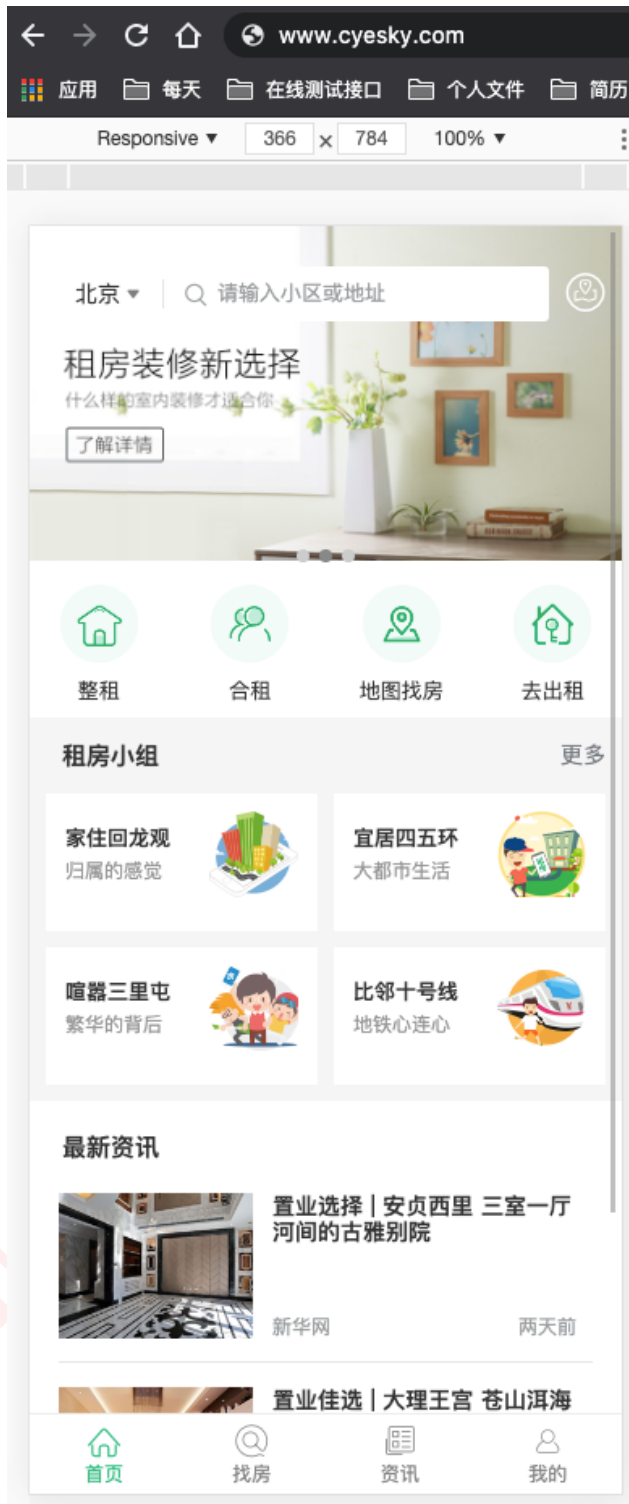 www.cyesky.com
应用 每天 在线测试接口 个人文件 简历
Responsive ▼ 366 × 784 100% ▼
北京 请输入小区或地址
租房装修新选择
什么样的室内装修才适合你
了解详情
整租 合租 地图找房 去出租
租房小组 更多
家住回龙观
归属的感觉
宜居四五环
大都市生活
喧嚣三里屯
繁华的背后
比邻十号线
地铁心连心
最新资讯
置业选择 | 安贞西里 三室一厅
河间的古雅别院
新华网 两天前
置业佳选 | 大理王宫 苍山洱海
首页 找房 资讯 我的